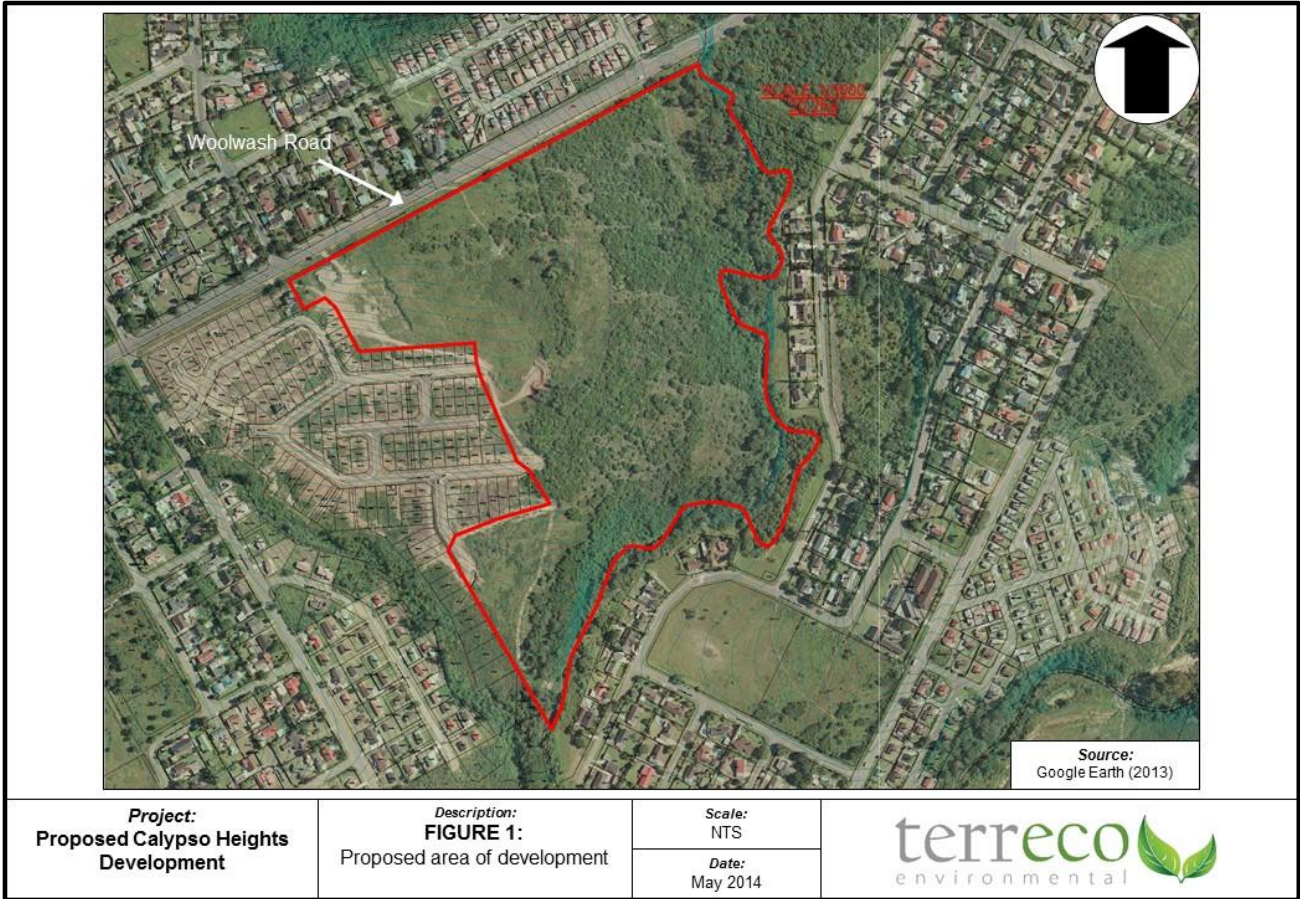 Woolwash Road
Source:
Google Earth (2013)
Project:
Proposed Calypso Heights
Development
Description:
FIGURE 1:
Proposed area of development
Scale:
NTS
Date:
May 2014
terreco
environmental